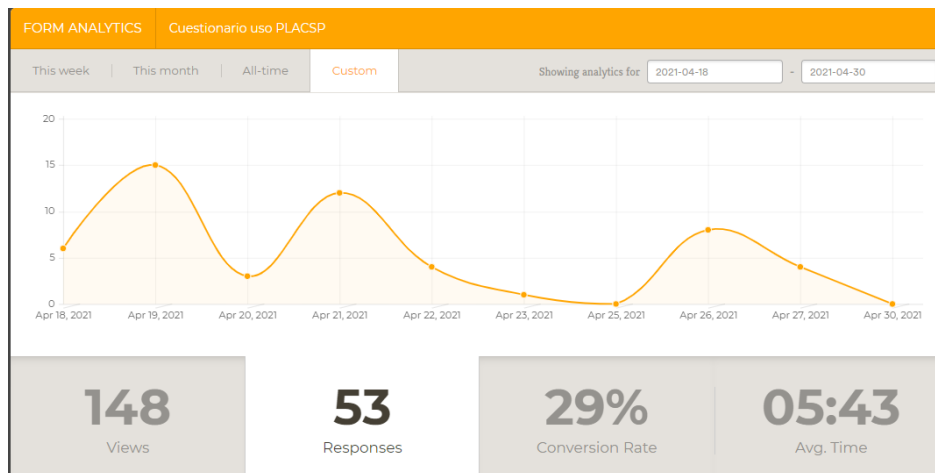 FORM ANALYTICS Cuestionario uso PLACSP
This week This month All-time Custom Showing analytics for 2021-04-18 - 2021-04-30
20
15
10
5
0
Apr 18, 2021 Apr 19, 2021 Apr 20, 2021 Apr 21, 2021 Apr 22, 2021 Apr 23, 2021 Apr 25, 2021 Apr 26, 2021 Apr 27, 2021 Apr 30, 2021
148 53 29% 05:43
Views Responses Conversion Rate Avg. Time